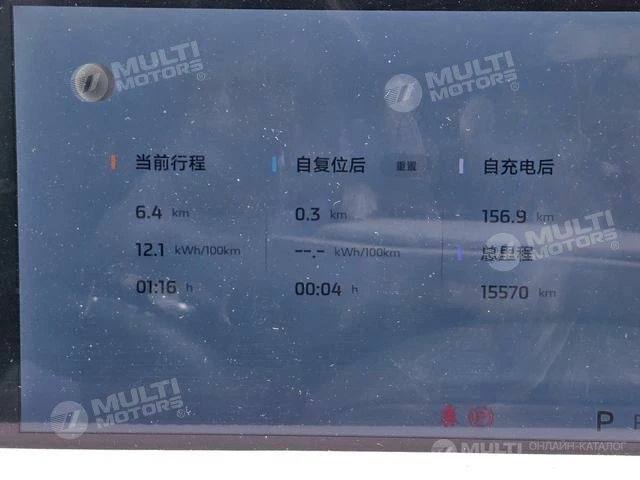 MULTI MOTORS®
MULTI MOTORS®
当前行程
自复位后
重置
自充电后
6.4 km
0.3 km
156.9 km
12.1 kWh/100km
--.- kWh/100km
总里程
01:16 h
00:04 h
15570 km
MULTI MOTORS®
MULTI MOTORS®
P
MULTI ОНЛАЙН-КАТАЛОГ